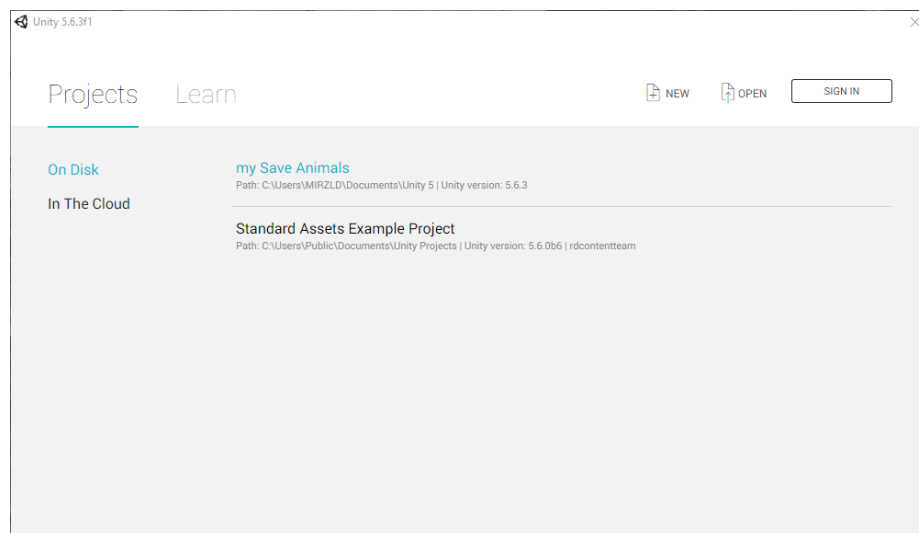 Unity 5.6.3f1
Projects Learn NEW OPEN SIGN IN
On Disk
In The Cloud
my Save Animals
Path: C:\Users\MIRZLD\Documents\Unity 5 | Unity version: 5.6.3
Standard Assets Example Project
Path: C:\Users\Public\Documents\Unity Projects | Unity version: 5.6.0b6 | rdcontentteam